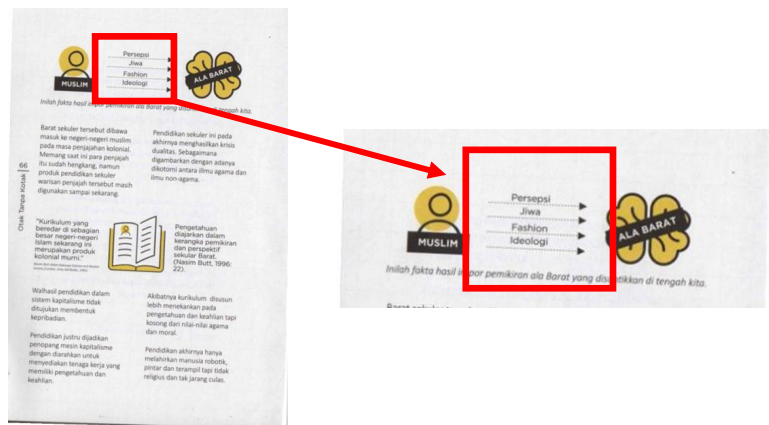 Persepsi
Jiwa
Fashion
Ideologi
MUSLIM
ALA BARAT
Inilah fakta hasil impor pemikiran ala Barat yang di tengah kita.
Barat sekuler tersebut dibawa
masuk ke negeri-negeri muslim
pada masa penjajahan kolonial.
Memang saat ini para penjajah
itu sudah hengkang, namun
produk pendidikan sekuler
warisan penjajah tersebut masih
digunakan sampai sekarang.
Pendidikan sekuler ini pada
akhirnya menghasilkan krisis
dualitas. Sebagaimana
digambarkan dengan adanya
dikotomi antara ilmu agama dan
ilmu non-agama.
66
Otak Tanpa Kotak
"Kurikulum yang
beredar di sebagian
besar negeri-negeri
Islam sekarang ini
merupakan produk
kolonial murni."
Pengetahuan
diajarkan dalam
kerangka pemikiran
dan perspektif
sekular Barat.
(Nasim Butt, 1996:
22).
Walhasil pendidikan dalam
sistem kapitalisme tidak
ditujukan membentuk
kepribadian.
Pendidikan justru dijadikan
penopang mesin kapitalisme
dengan diarahkan untuk
menyediakan tenaga kerja yang
memiliki pengetahuan dan
keahlian.
Akibatnya kurikulum disusun
lebih menekankan pada
pengetahuan dan keahlian tapi
kosong dari nilai-nilai agama
dan moral.
Pendidikan akhirnya hanya
melahirkan manusia robotik,
pintar dan terampil tapi tidak
religius dan tak jarang culas.
Persepsi
Jiwa
Fashion
Ideologi
MUSLIM
ALA BARAT
Inilah fakta hasil impor pemikiran ala Barat yang di tengah kita.